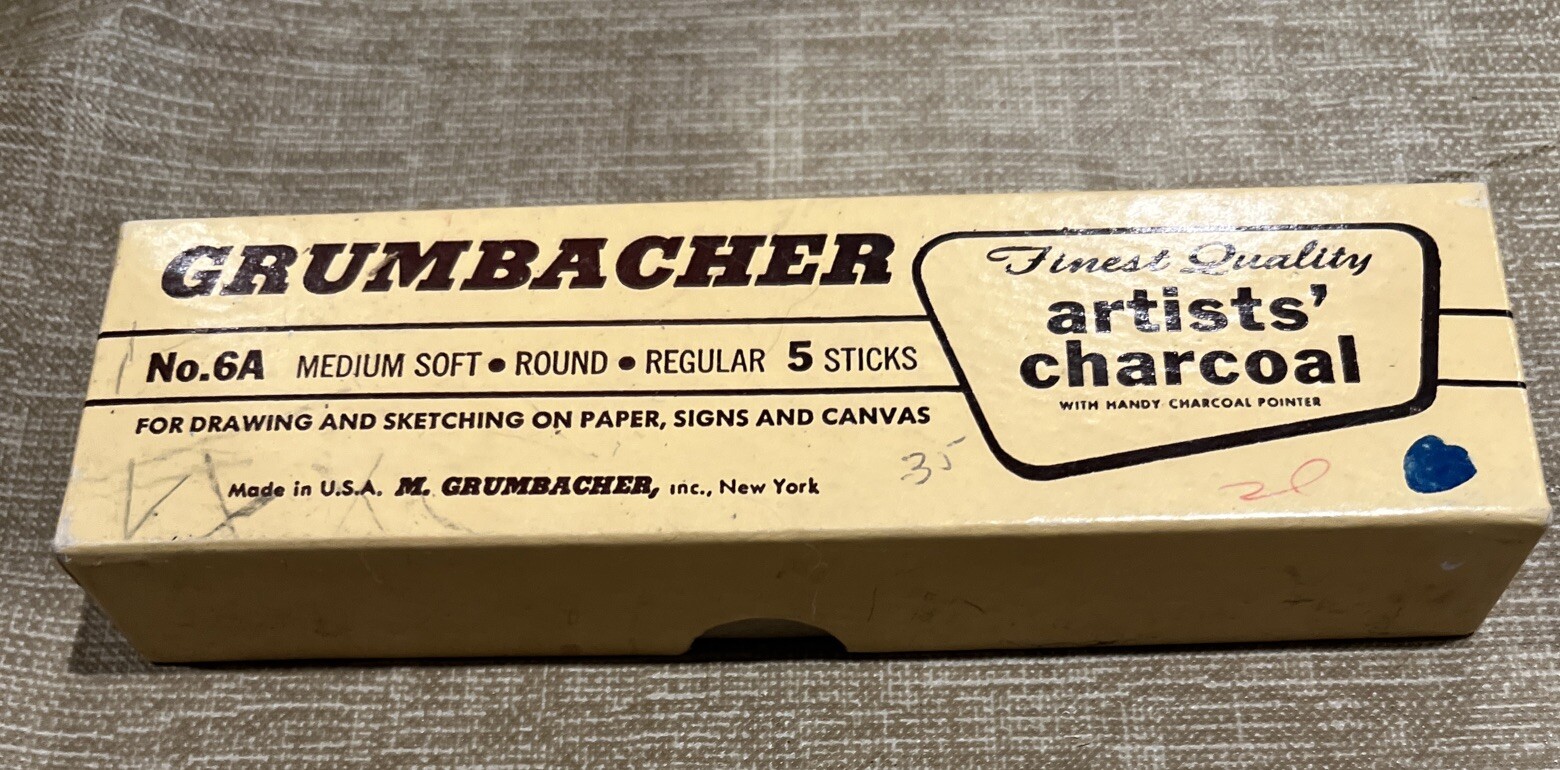 GRUMBACHER
No.6A MEDIUM SOFT • ROUND • REGULAR 5 STICKS
FOR DRAWING AND SKETCHING ON PAPER, SIGNS AND CANVAS
Made in U.S.A. M. GRUMBACHER, inc., New York
Finest Quality
artists'
charcoal
WITH HANDY CHARCOAL POINTER
35